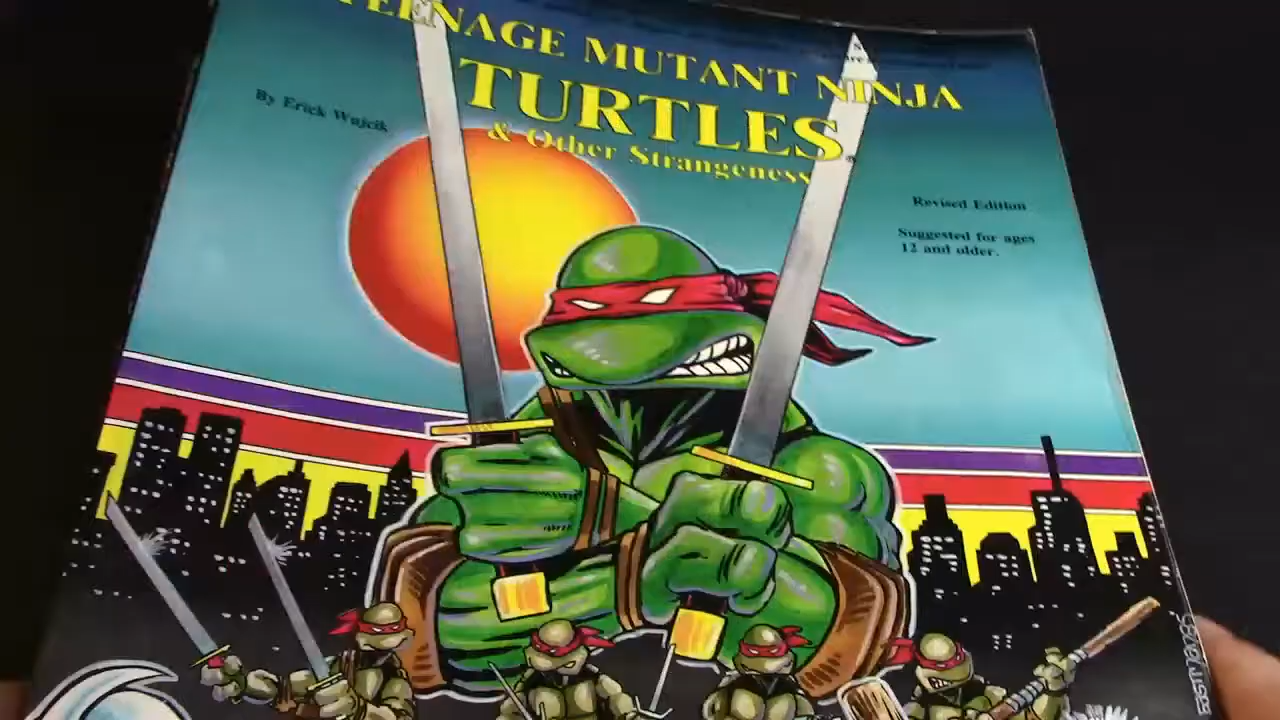 TEENAGE MUTANT NINJA
TURTLES
& Other Strangeness
By Erick Wujcik
Revised Edition
Suggested for ages
12 and older.